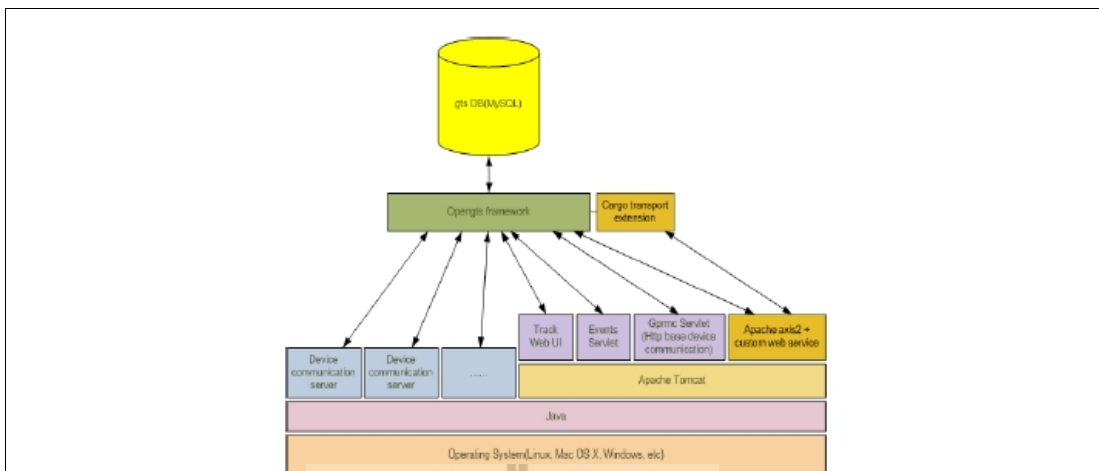 gts DB(MySQL)
Opengts framework
Cargo transport
extension
Track
Web UI
Events
Servlet
Gprmc Servlet
(Http base device
communication)
Apache axis2 +
custom web service
Device
communication
server
Device
communication
server
......
Apache Tomcat
Java
Operating System(Linux, Mac OS X, Windows, etc)